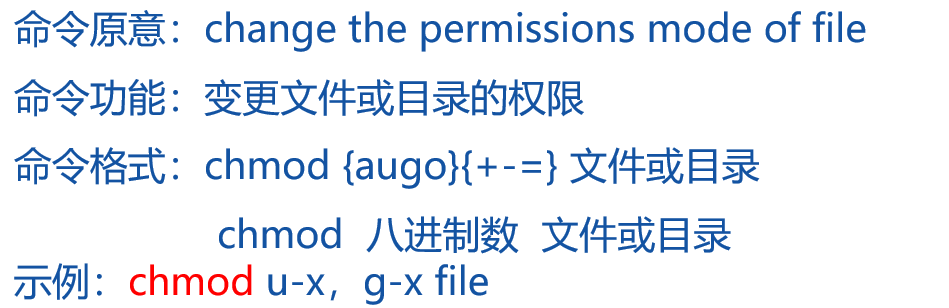 命令原意：change the permissions mode of file
命令功能：变更文件或目录的权限
命令格式：chmod {augo}{+-=} 文件或目录
chmod 八进制数 文件或目录
示例：chmod u-x，g-x file